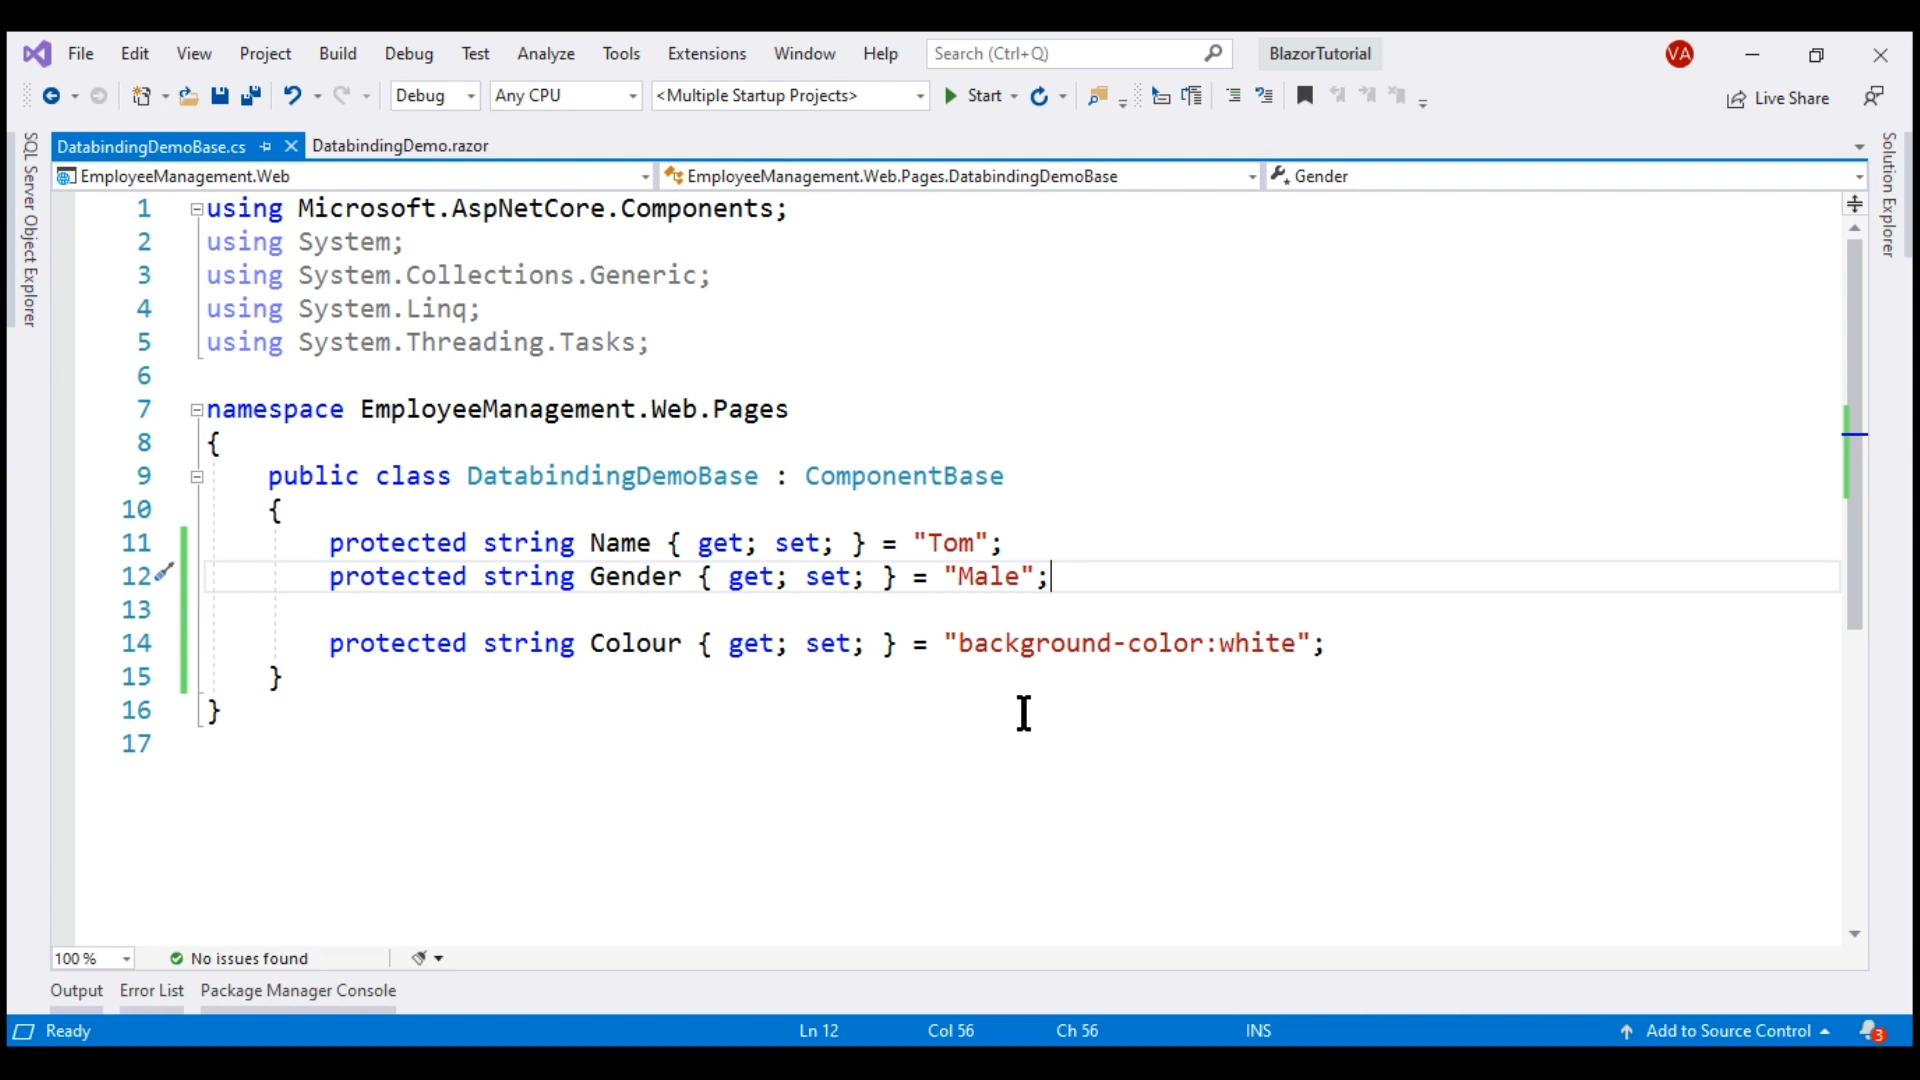 File Edit View Project Build Debug Test Analyze Tools Extensions Window Help Search (Ctrl+Q) BlazorTutorial VA
Debug Any CPU <Multiple Startup Projects> Start Live Share
SQL Server Object Explorer
DatabindingDemoBase.cs DatabindingDemo.razor
Solution Explorer
EmployeeManagement.Web EmployeeManagement.Web.Pages.DatabindingDemoBase Gender
1 using Microsoft.AspNetCore.Components;
2 using System;
3 using System.Collections.Generic;
4 using System.Linq;
5 using System.Threading.Tasks;
6
7 namespace EmployeeManagement.Web.Pages
8 {
9 public class DatabindingDemoBase : ComponentBase
10 {
11 protected string Name { get; set; } = "Tom";
12 protected string Gender { get; set; } = "Male";
13
14 protected string Colour { get; set; } = "background-color:white";
15 }
16 }
17
100 % No issues found
Output Error List Package Manager Console
Ready Ln 12 Col 56 Ch 56 INS Add to Source Control 3